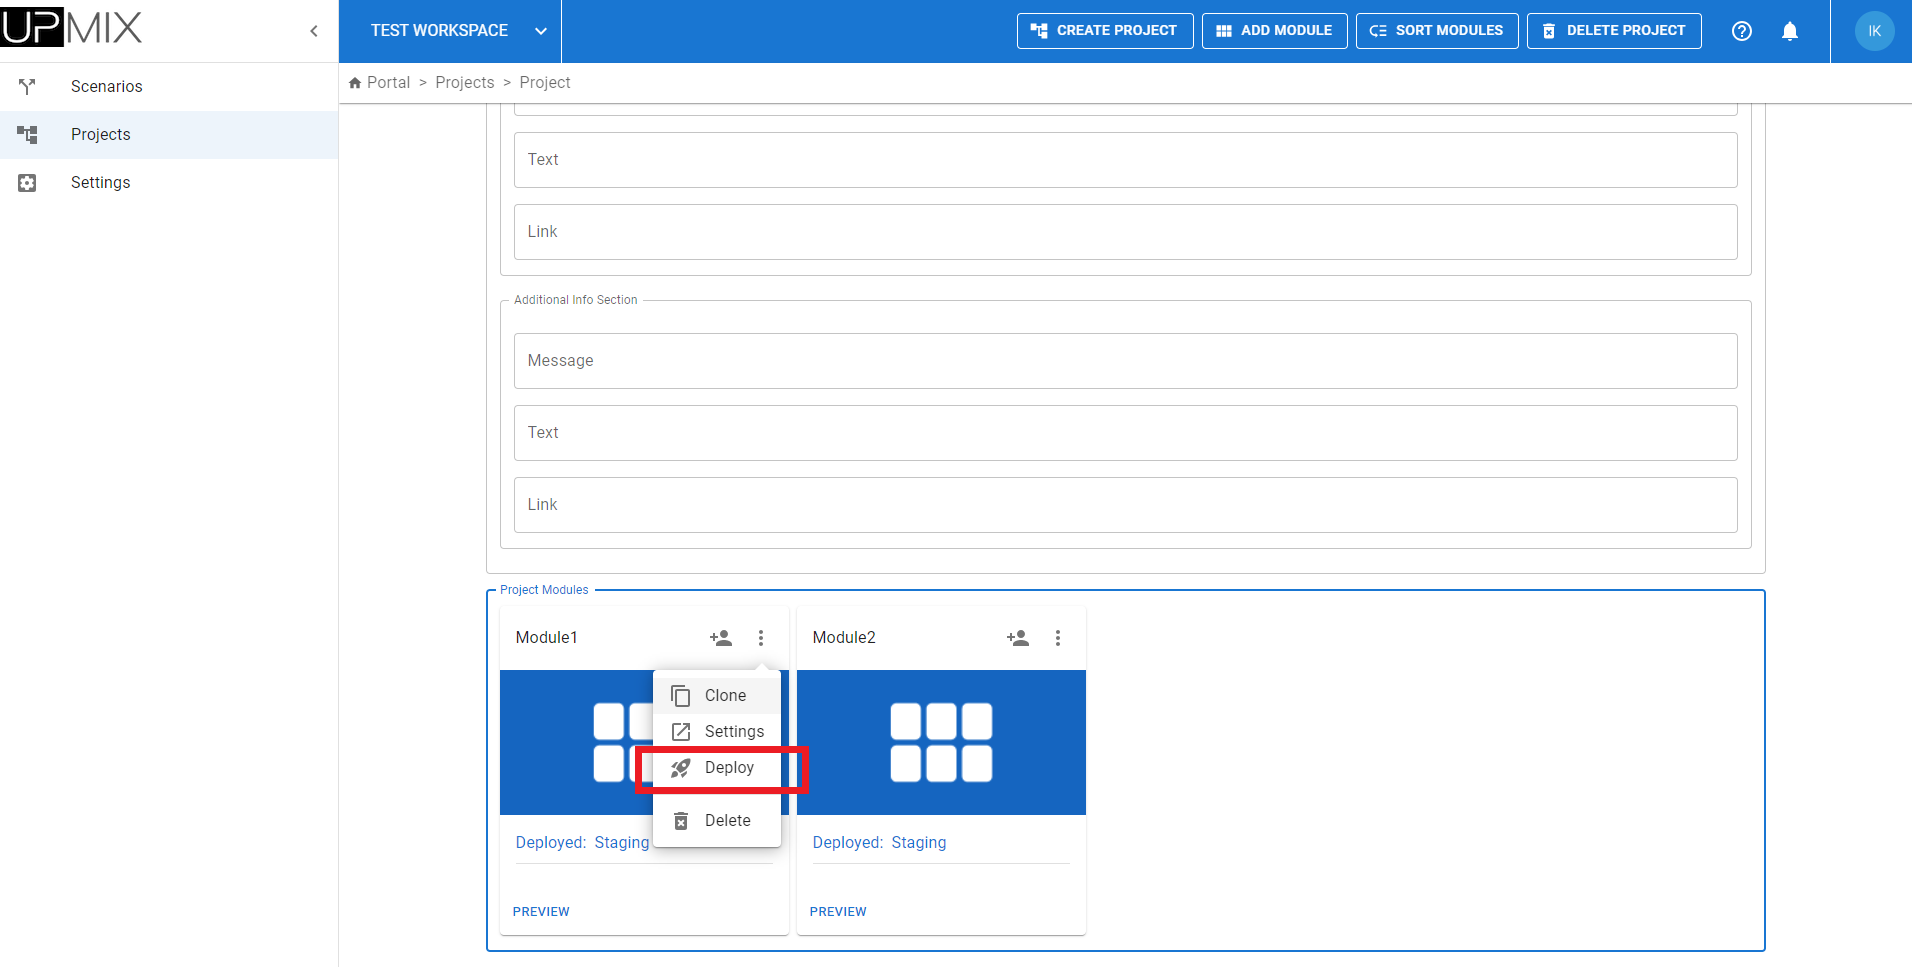 UPMIX
TEST WORKSPACE
CREATE PROJECT
ADD MODULE
SORT MODULES
DELETE PROJECT
IK
Scenarios
Projects
Settings
Portal > Projects > Project
Text
Link
Additional Info Section
Message
Text
Link
Project Modules
Module1
Module2
Clone
Settings
Deploy
Delete
Deployed: Staging
Deployed: Staging
PREVIEW
PREVIEW